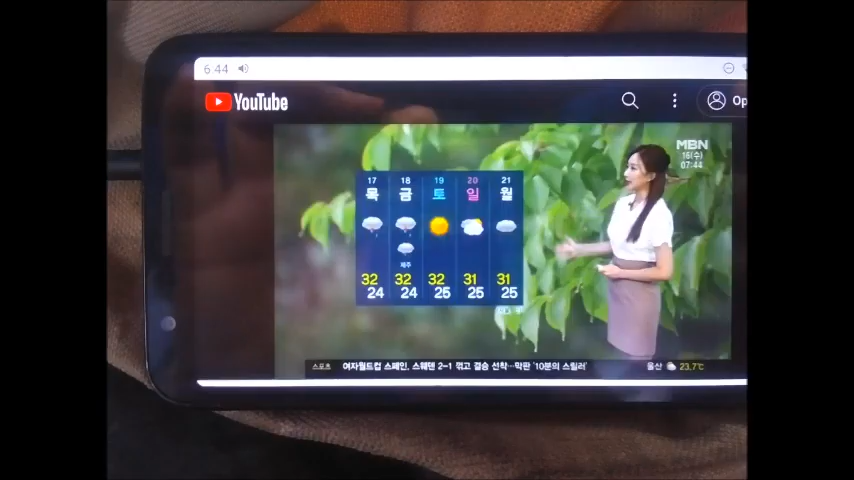 6:44
YouTube
Op
MBN
16(수)
07:44
17 18 19 20 21
목 금 토 일 월
제주
32 32 32 31 31
24 24 25 25 25
스포츠 여자월드컵 스페인, 스웨덴 2-1 꺾고 결승 선착…막판 '10분의 스릴러' 울산 23.7℃